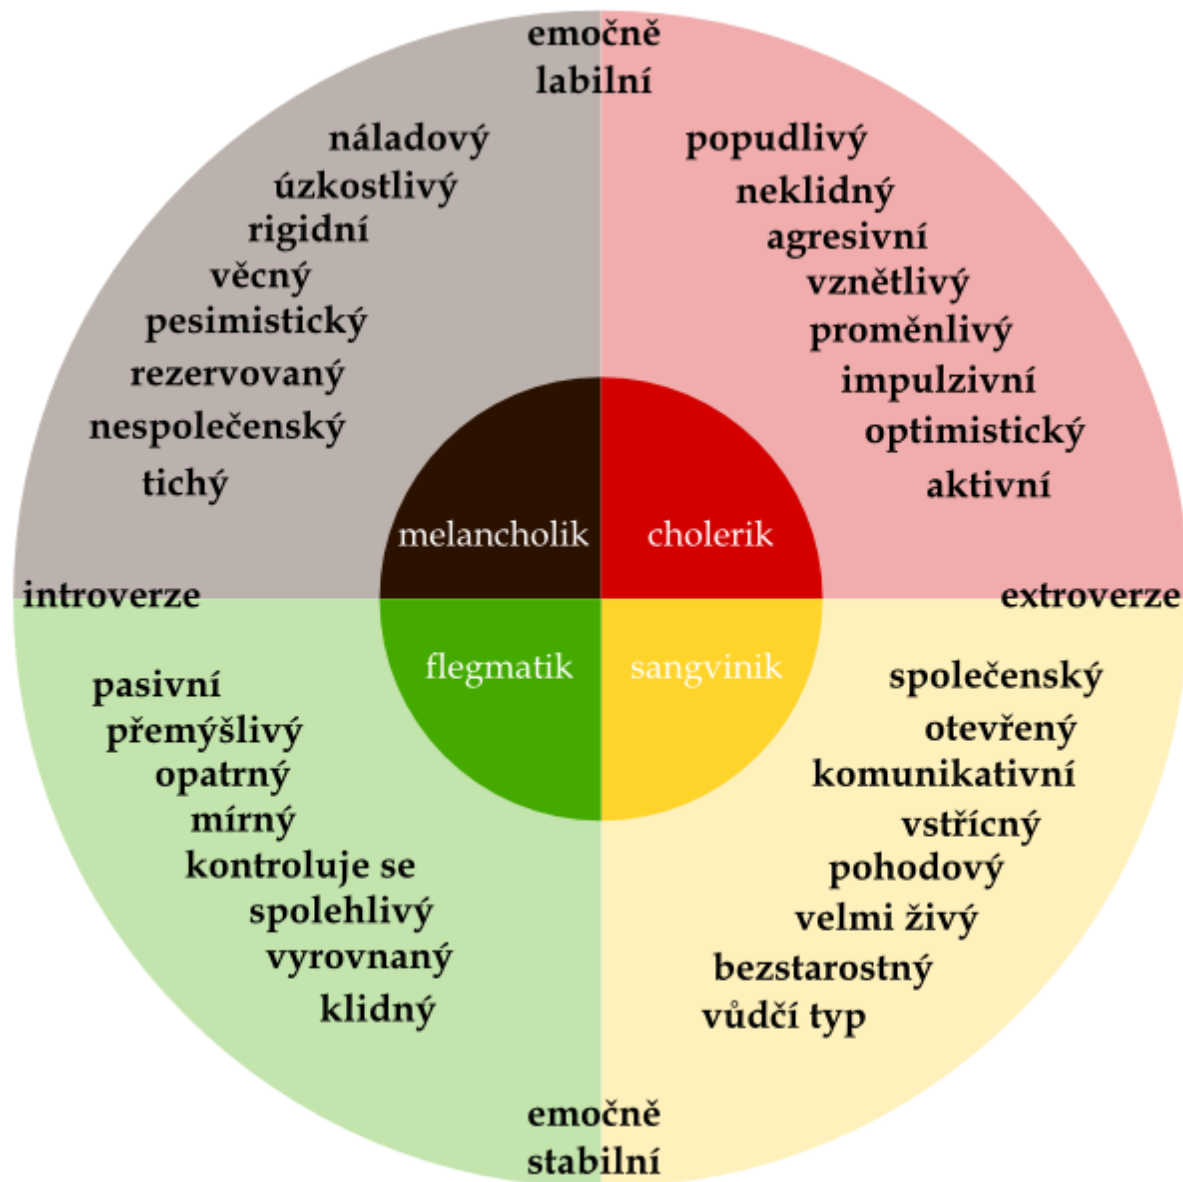 emočně
labilní
náladový
úzkostlivý
rigidní
věcný
pesimistický
rezervovaný
nespolečenský
tichý
popudlivý
neklidný
agresivní
vznětlivý
proměnlivý
impulzivní
optimistický
aktivní
melancholik
cholerik
introverze
extroverze
flegmatik
sangvinik
pasivní
přemýšlivý
opatrný
mírný
kontroluje se
spolehlivý
vyrovnaný
klidný
společenský
otevřený
komunikativní
vstřícný
pohodový
velmi živý
bezstarostný
vůdčí typ
emočně
stabilní